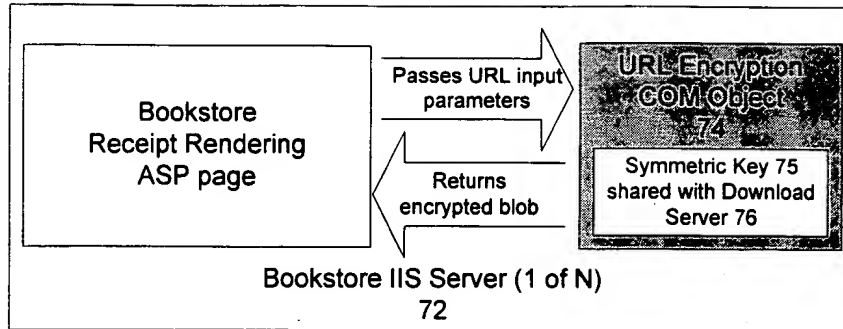 Bookstore
Receipt Rendering
ASP page
Passes URL input
parameters
Returns
encrypted blob
URL Encryption
COM Object
74
Symmetric Key 75
shared with Download
Server 76
Bookstore IIS Server (1 of N)
72